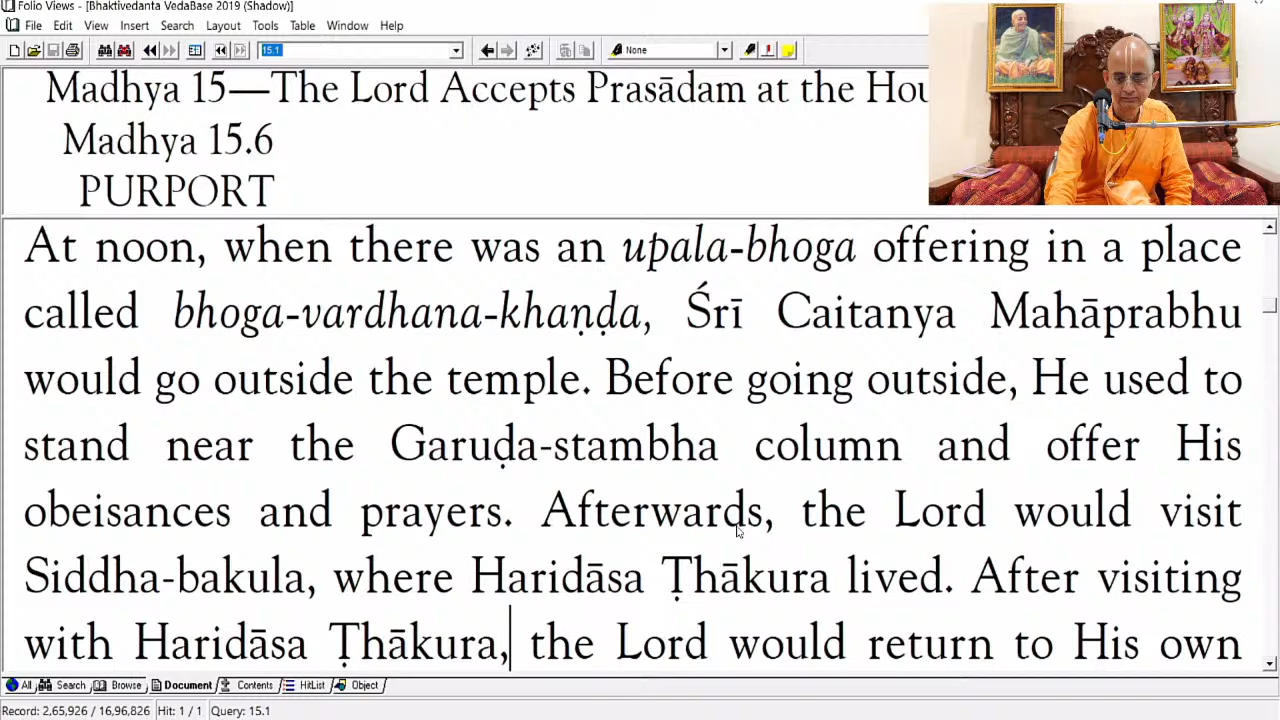 Folio Views - [Bhaktivedanta VedaBase 2019 (Shadow)]
File Edit View Insert Search Layout Tools Table Window Help
15.1 None
Madhya 15—The Lord Accepts Prasādam at the Hou
Madhya 15.6
PURPORT
At noon, when there was an upala-bhoga offering in a place
called bhoga-vardhana-khaṇḍa, Śrī Caitanya Mahāprabhu
would go outside the temple. Before going outside, He used to
stand near the Garuḍa-stambha column and offer His
obeisances and prayers. Afterwards, the Lord would visit
Siddha-bakula, where Haridāsa Ṭhākura lived. After visiting
with Haridāsa Ṭhākura, the Lord would return to His own
All Search Browse Document Contents HitList Object
Record: 2,65,926 / 16,96,826 Hit: 1 / 1 Query: 15.1